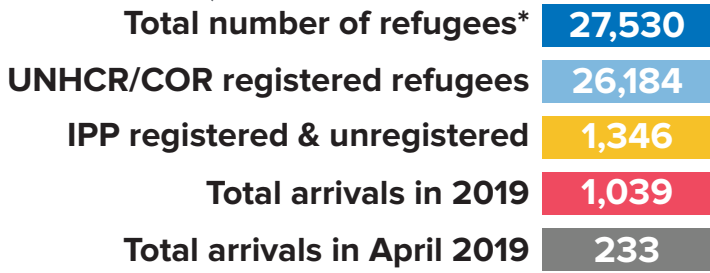 Total number of refugees* 27,530
UNHCR/COR registered refugees 26,184
IPP registered & unregistered 1,346
Total arrivals in 2019 1,039
Total arrivals in April 2019 233